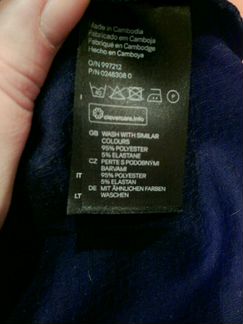 Made in Cambodia
Fabricado em Camboja
Fabriqué en Cambodge
Hecho en Camboya
O/N 997212
P/N 0248308 0
clevercare.info
GB WASH WITH SIMILAR
COLOURS
95% POLYESTER
5% ELASTANE
CZ PERTE S PODOBNÝMI
BARVAMI
IT 95% POLYESTER
5% ELASTAN
DE MIT ÄHNLICHEN FARBEN
LT WASCHEN